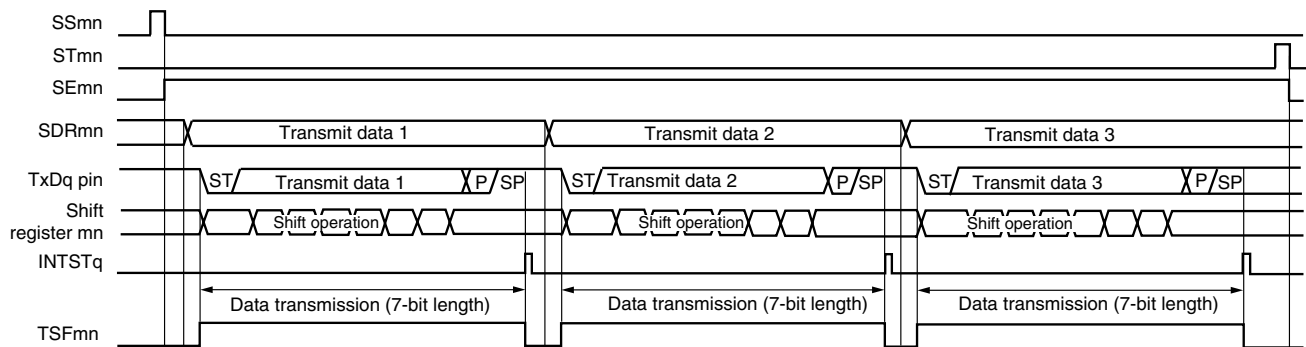 SSmn
STmn
SEmn
SDRmn Transmit data 1 Transmit data 2 Transmit data 3
TxDq pin ST Transmit data 1 P SP ST Transmit data 2 P SP ST Transmit data 3 P SP
Shift
register mn Shift operation Shift operation Shift operation
INTSTq
Data transmission (7-bit length) Data transmission (7-bit length) Data transmission (7-bit length)
TSFmn